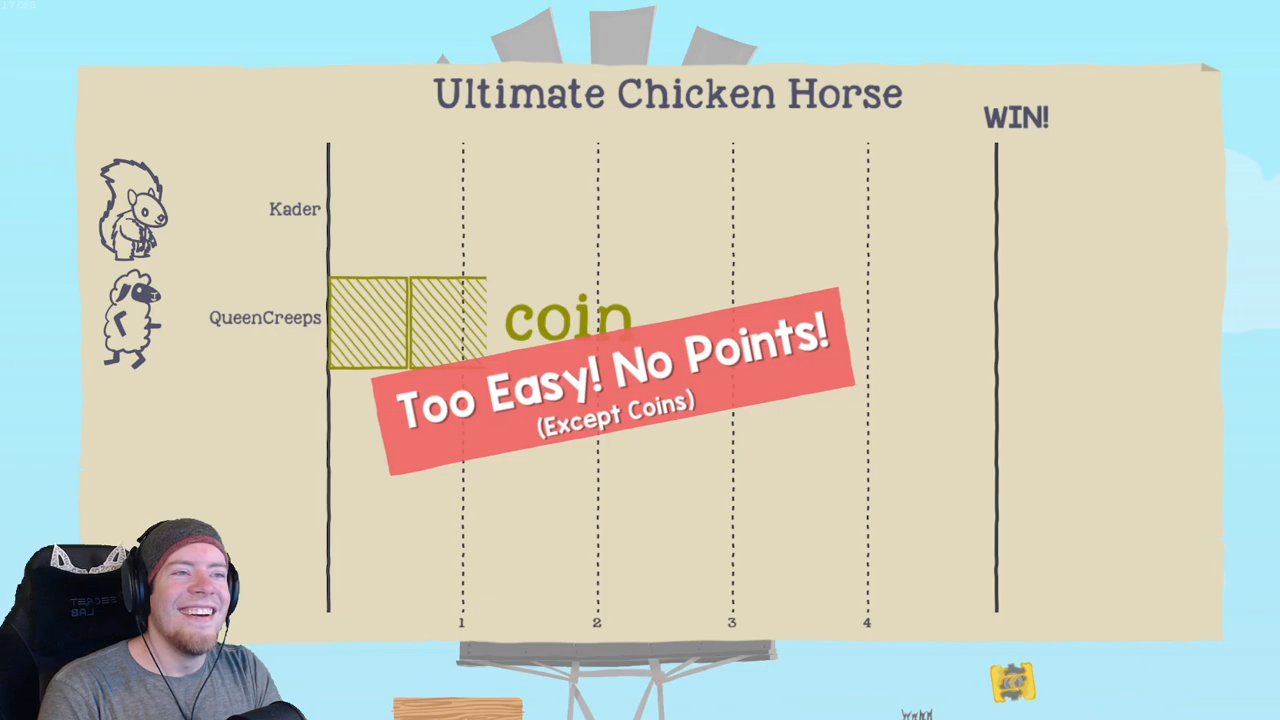 Ultimate Chicken Horse
WIN!
Kader
QueenCreeps
coin
Too Easy! No Points!
(Except Coins)
1 2 3 4